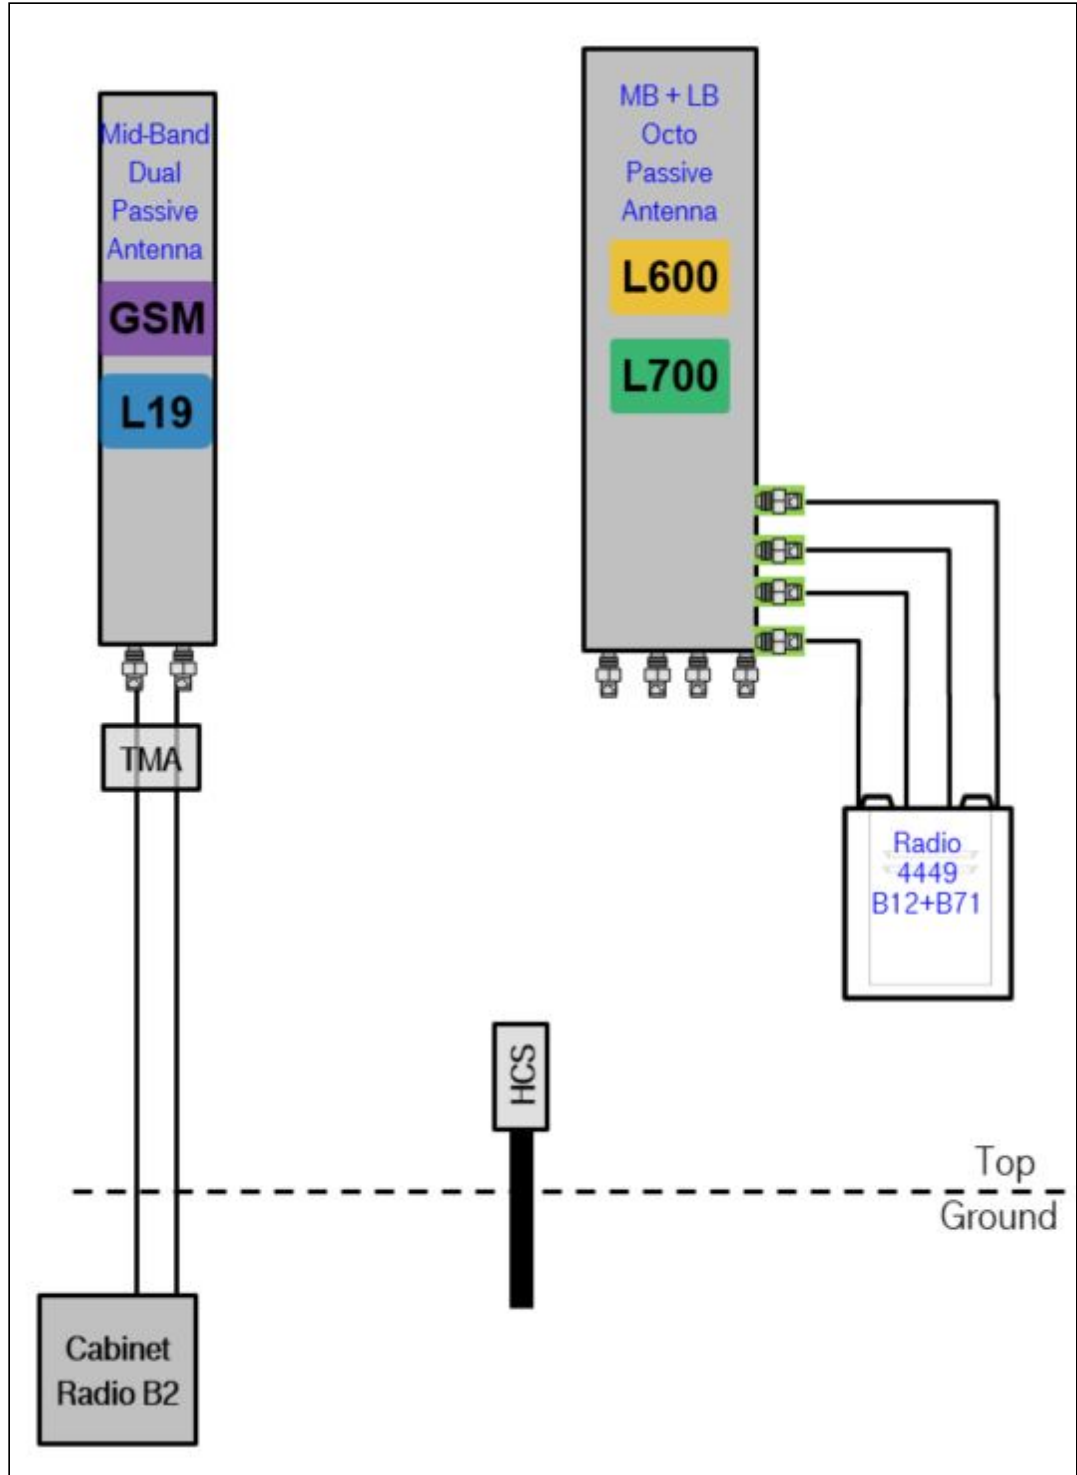 Mid-Band
Dual
Passive
Antenna
GSM
L19
TMA
Cabinet
Radio B2
MB + LB
Octo
Passive
Antenna
L600
L700
Radio
4449
B12+B71
HCS
Top
Ground